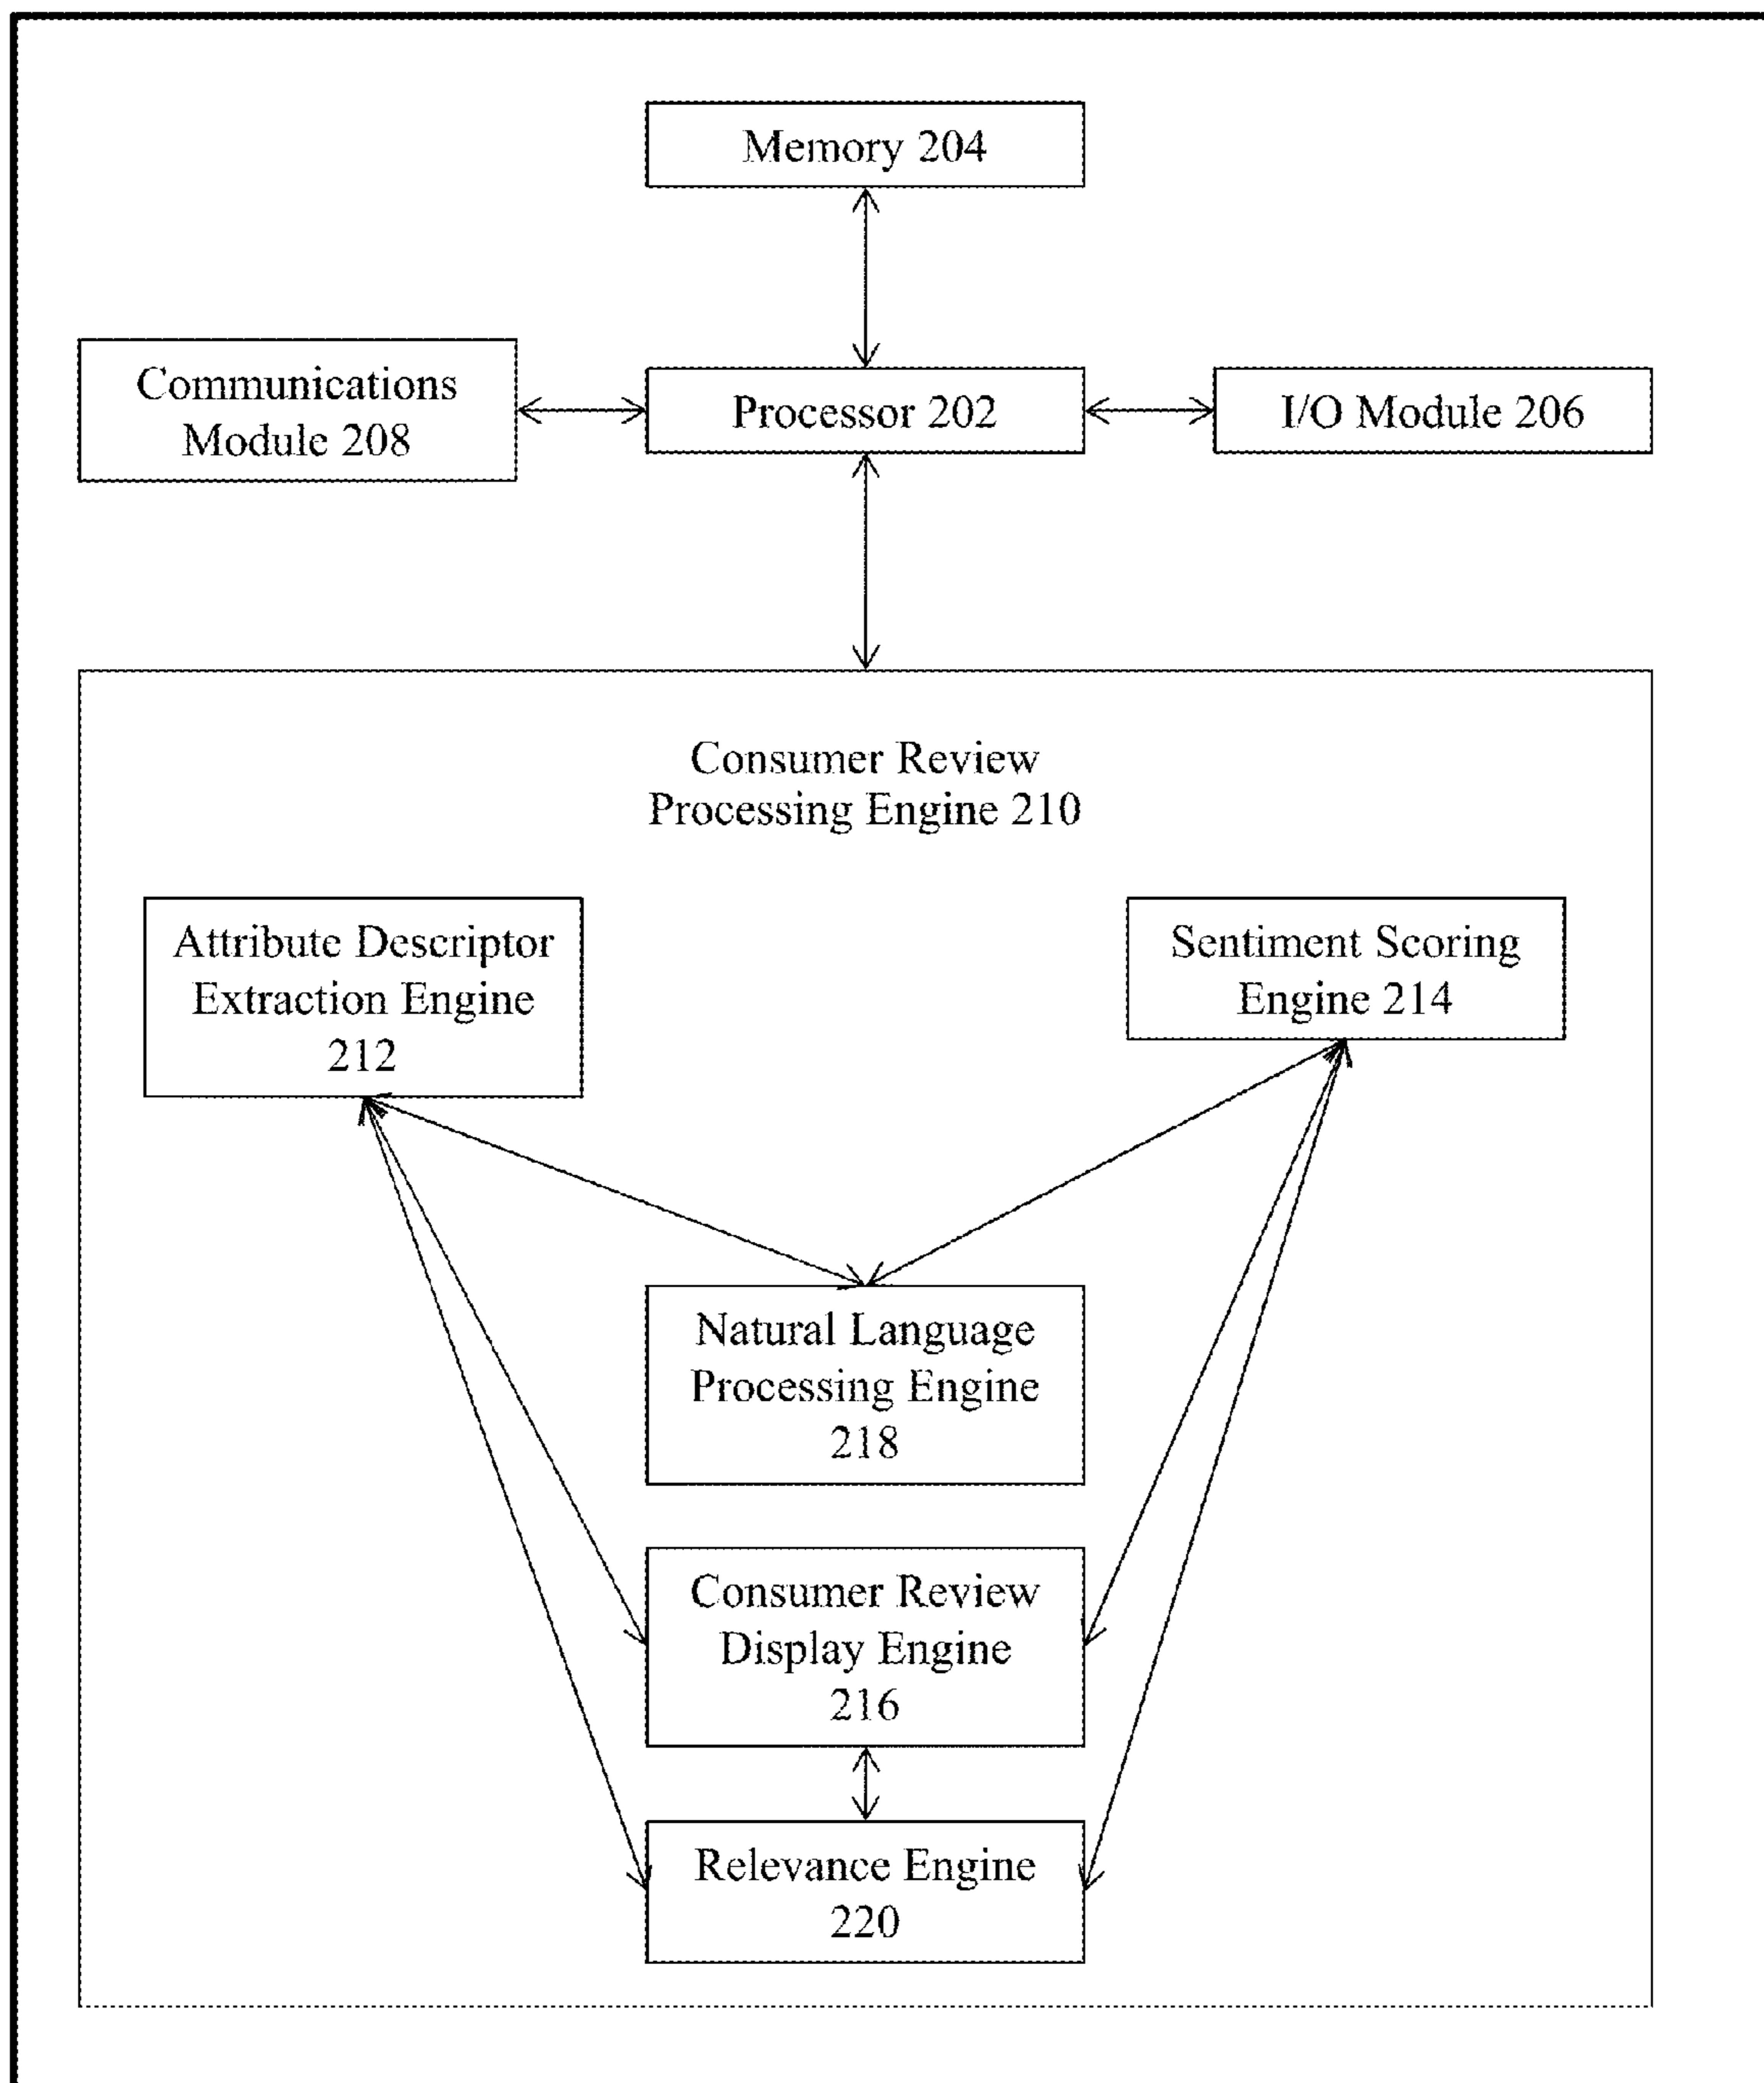 Memory 204
Communications
Module 208
Processor 202
I/O Module 206
Consumer Review
Processing Engine 210
Attribute Descriptor
Extraction Engine
212
Sentiment Scoring
Engine 214
Natural Language
Processing Engine
218
Consumer Review
Display Engine
216
Relevance Engine
220